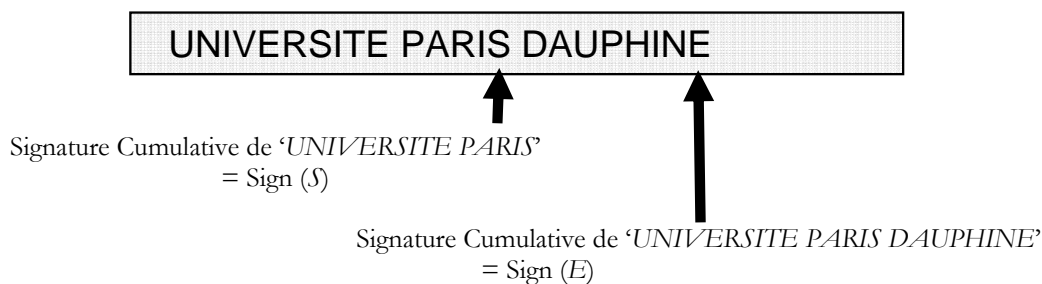 UNIVERSITE PARIS DAUPHINE
Signature Cumulative de ‘UNIVERSITE PARIS’
= Sign (S)
Signature Cumulative de ‘UNIVERSITE PARIS DAUPHINE’
= Sign (E)